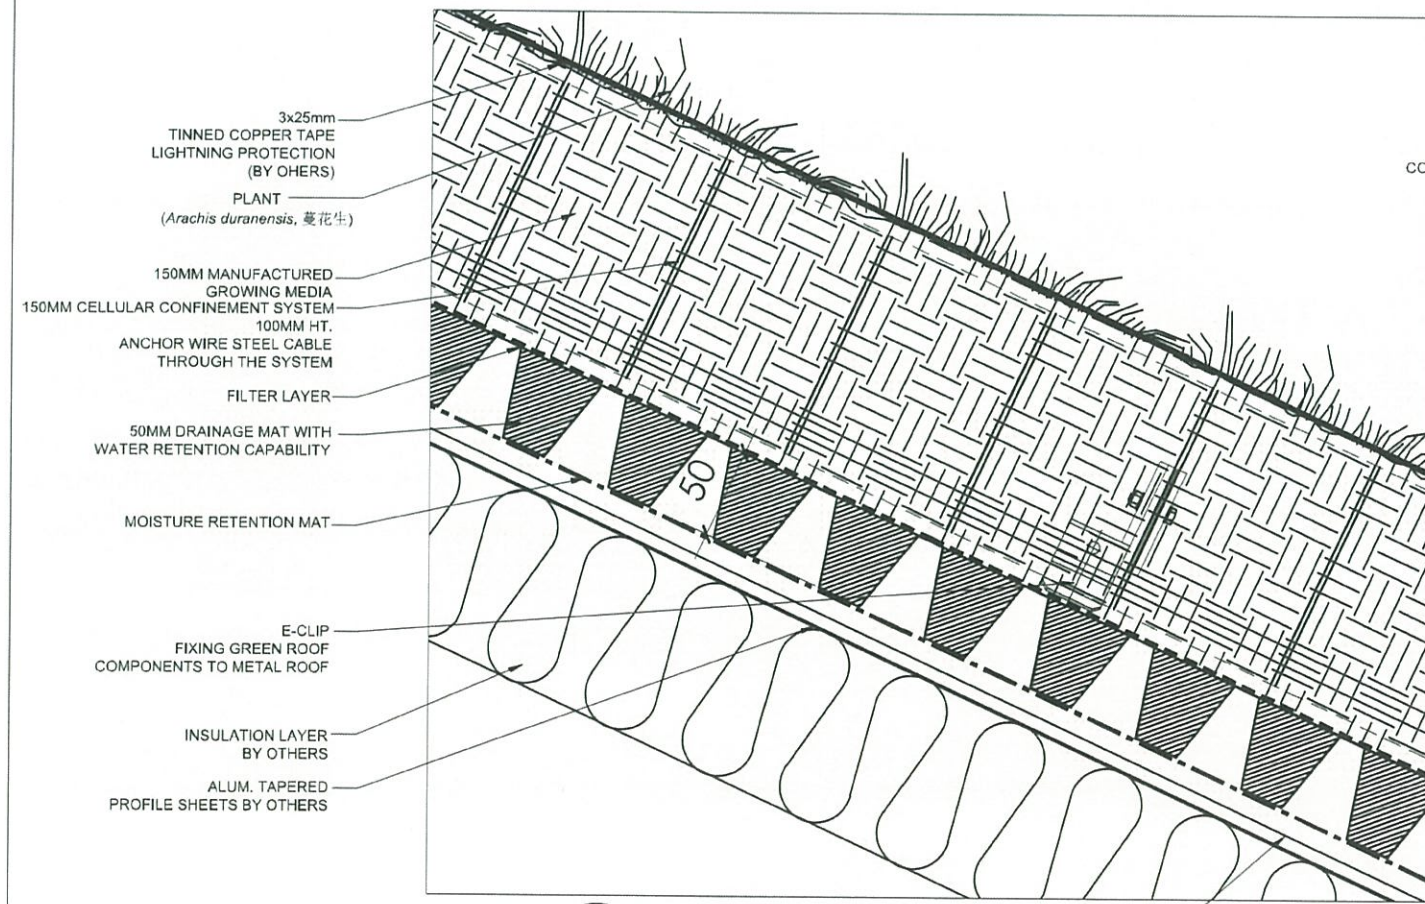 3x25mm
TINNED COPPER TAPE
LIGHTNING PROTECTION
(BY OHERS)
PLANT
(Arachis duranensis, 蔓花生)
150MM MANUFACTURED
GROWING MEDIA
150MM CELLULAR CONFINEMENT SYSTEM
100MM HT.
ANCHOR WIRE STEEL CABLE
THROUGH THE SYSTEM
FILTER LAYER
50MM DRAINAGE MAT WITH
WATER RETENTION CAPABILITY
50
MOISTURE RETENTION MAT
E-CLIP
FIXING GREEN ROOF
COMPONENTS TO METAL ROOF
INSULATION LAYER
BY OTHERS
ALUM. TAPERED
PROFILE SHEETS BY OTHERS